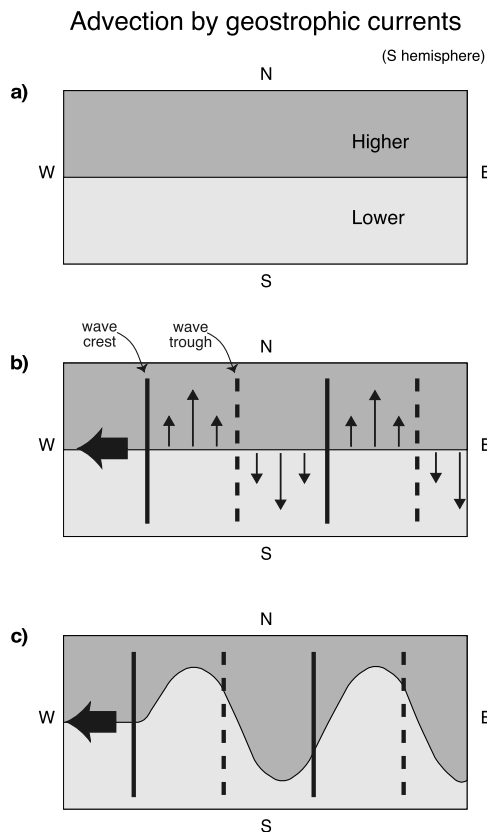 Advection by geostrophic currents
(S hemisphere)
N
a)
Higher
W
E
Lower
S
wave
crest
wave
trough
N
b)
W
E
S
N
c)
W
E
S